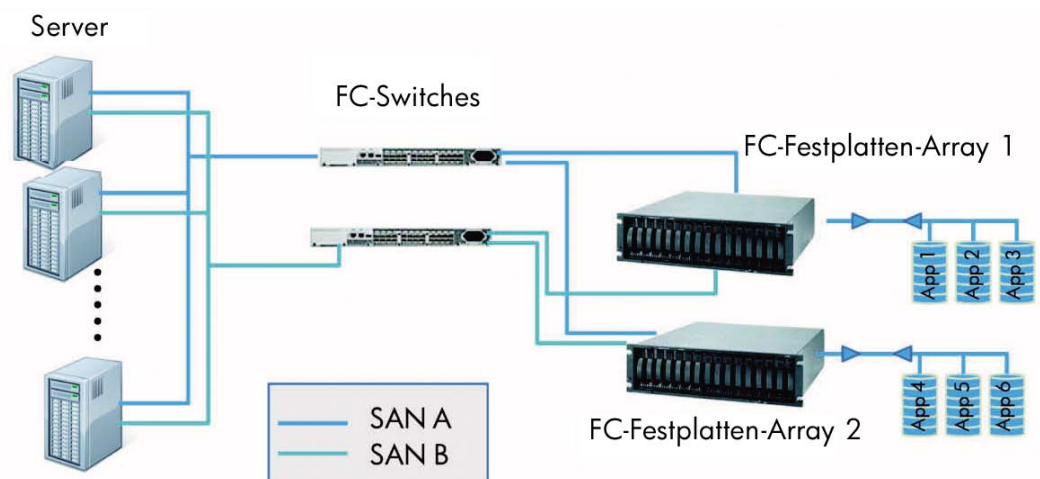 Server
FC-Switches
FC-Festplatten-Array 1
App 1
App 2
App 3
App 4
App 5
App 6
FC-Festplatten-Array 2
SAN A
SAN B